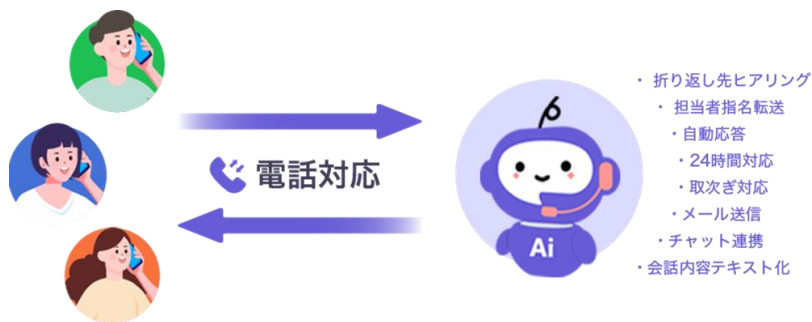 電話対応
Ai
・ 折り返し先ヒアリング
・ 担当者指名転送
・自動応答
・24時間対応
・取次ぎ対応
・メール送信
・チャット連携
・会話内容テキスト化